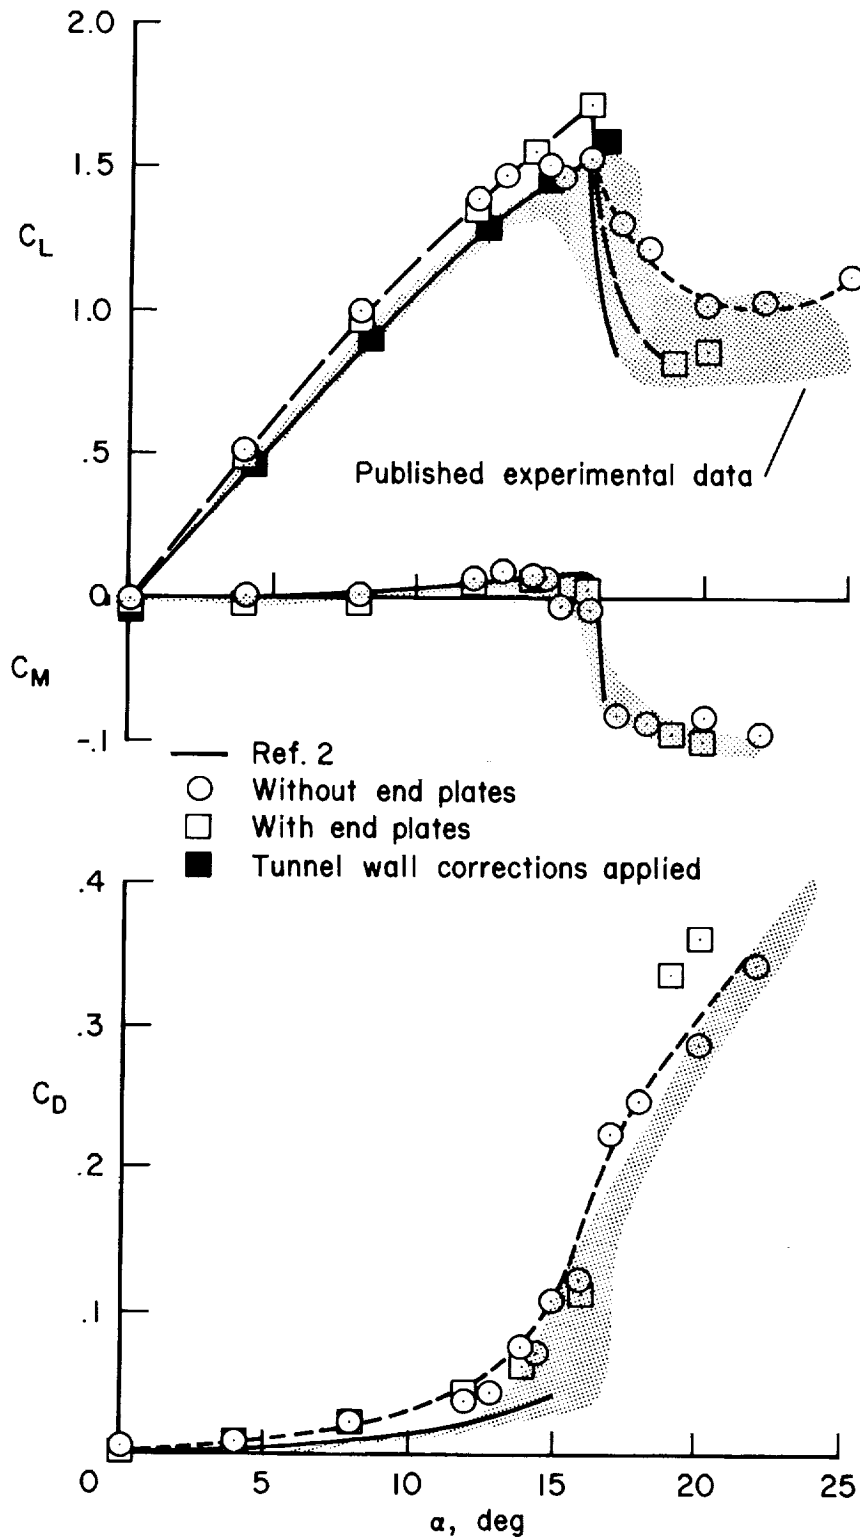 2.0
1.5
C_L
1.0
.5
Published experimental data
0
C_M
-.1
Ref. 2
Without end plates
With end plates
Tunnel wall corrections applied
.4
.3
C_D
.2
.1
0 5 10 15 20 25
α, deg